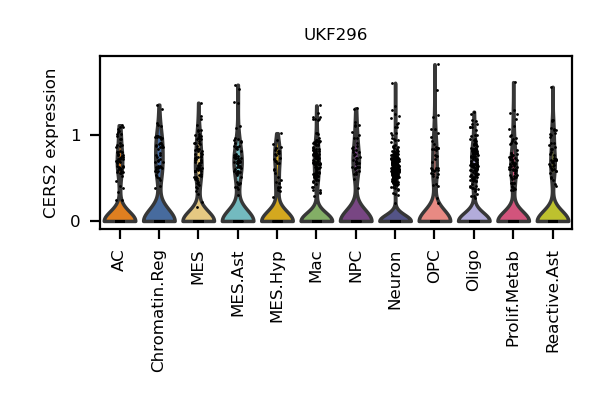 UKF296
CERS2 expression
1
0
AC
Chromatin.Reg
MES
MES.Ast
MES.Hyp
Mac
NPC
Neuron
OPC
Oligo
Prolif.Metab
Reactive.Ast